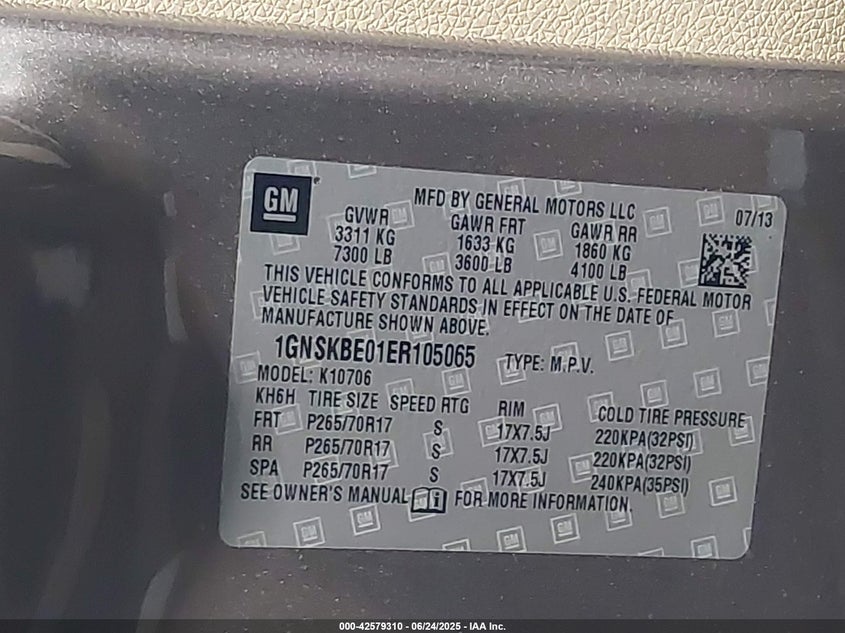 GM
MFD BY GENERAL MOTORS LLC
07/13
GVWR GAWR FRT GAWR RR
3311 KG 1633 KG 1860 KG
7300 LB 3600 LB 4100 LB
THIS VEHICLE CONFORMS TO ALL APPLICABLE U.S. FEDERAL MOTOR
VEHICLE SAFETY STANDARDS IN EFFECT ON THE DATE OF
MANUFACTURE SHOWN ABOVE.
1GNSKBE01ER105065 TYPE: M.P.V.
MODEL: K10706
KH6H TIRE SIZE SPEED RTG RIM COLD TIRE PRESSURE
FRT P265/70R17 S 17X7.5J 220KPA(32PSI)
RR P265/70R17 S 17X7.5J 220KPA(32PSI)
SPA P265/70R17 S 17X7.5J 240KPA(35PSI)
SEE OWNER'S MANUAL i FOR MORE INFORMATION.
000-42579310 - 06/24/2025 - IAA Inc.